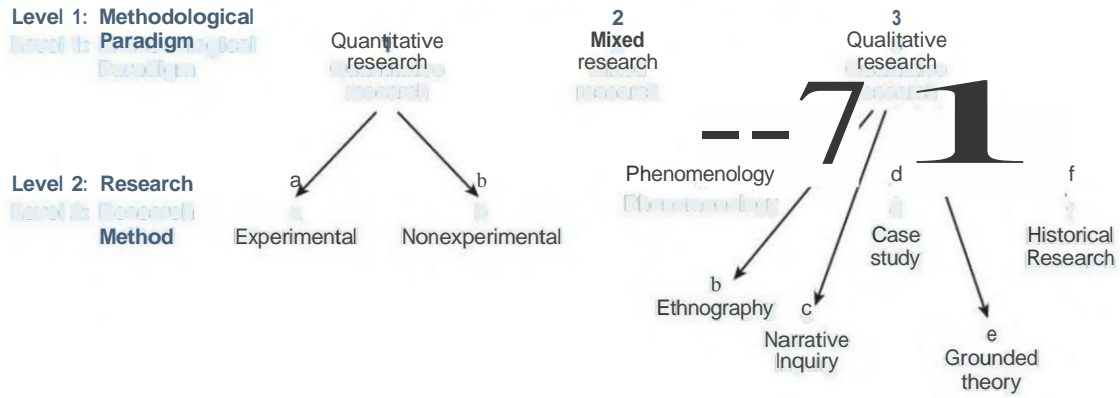 Level 1: Methodological
Paradigm
Quantitative
research
2
Mixed
research
3
Qualitative
research
--7 1
Level 2: Research
Method
a
Experimental
b
Nonexperimental
Phenomenology
b
Ethnography
c
Narrative
Inquiry
d
Case
study
e
Grounded
theory
f
Historical
Research